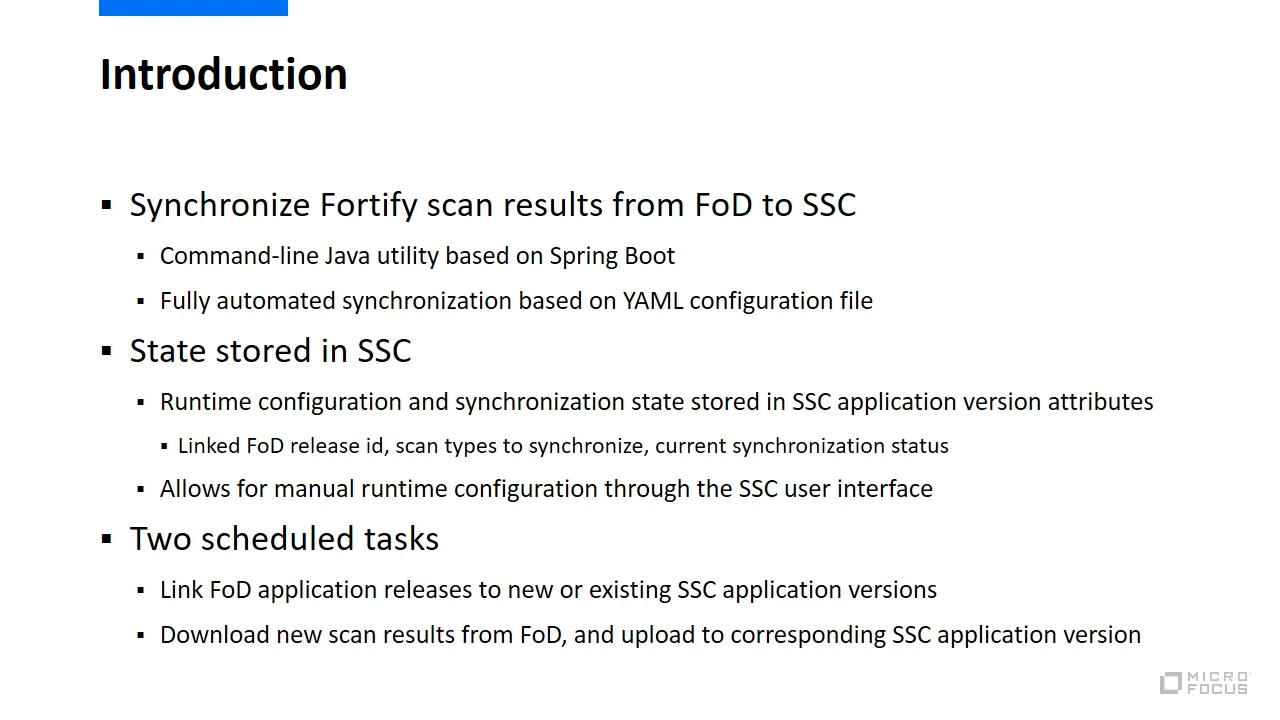 Introduction
▪ Synchronize Fortify scan results from FoD to SSC
▪ Command-line Java utility based on Spring Boot
▪ Fully automated synchronization based on YAML configuration file
▪ State stored in SSC
▪ Runtime configuration and synchronization state stored in SSC application version attributes
▪ Linked FoD release id, scan types to synchronize, current synchronization status
▪ Allows for manual runtime configuration through the SSC user interface
▪ Two scheduled tasks
▪ Link FoD application releases to new or existing SSC application versions
▪ Download new scan results from FoD, and upload to corresponding SSC application version
MICRO
FOCUS